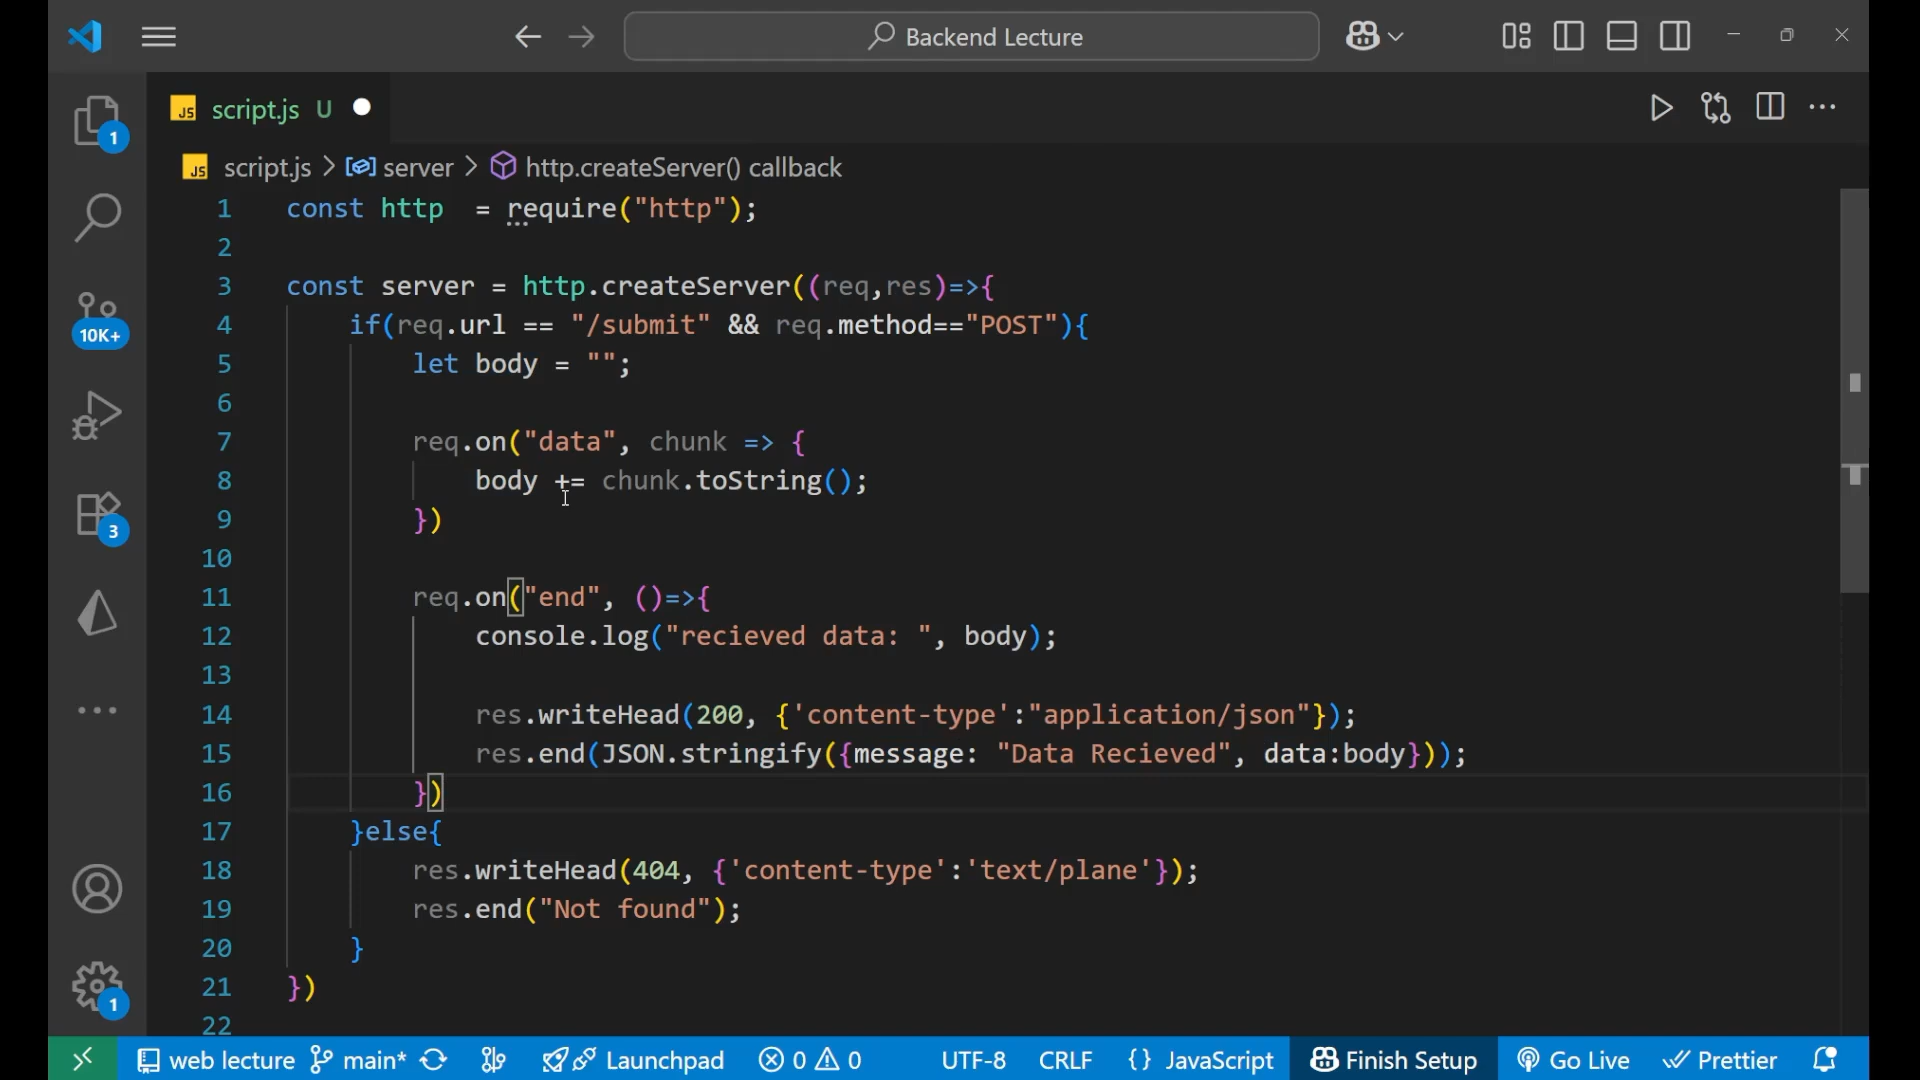 Backend Lecture
JS script.js U
JS script.js > server > http.createServer() callback
1 const http  = require("http");
2
3 const server = http.createServer((req,res)=>{
4 if(req.url == "/submit" && req.method=="POST"){
5 let body = "";
6
7 req.on("data", chunk => {
8 body += chunk.toString();
9 })
10
11 req.on("end", ()=>{
12 console.log("recieved data: ", body);
13
14 res.writeHead(200, {'content-type':"application/json"});
15 res.end(JSON.stringify({message: "Data Recieved", data:body}));
16 })
17 }else{
18 res.writeHead(404, {'content-type':'text/plane'});
19 res.end("Not found");
20 }
21 })
22
1
10K+
3
1
web lecture main* Launchpad 0 0 UTF-8 CRLF {} JavaScript Finish Setup Go Live Prettier